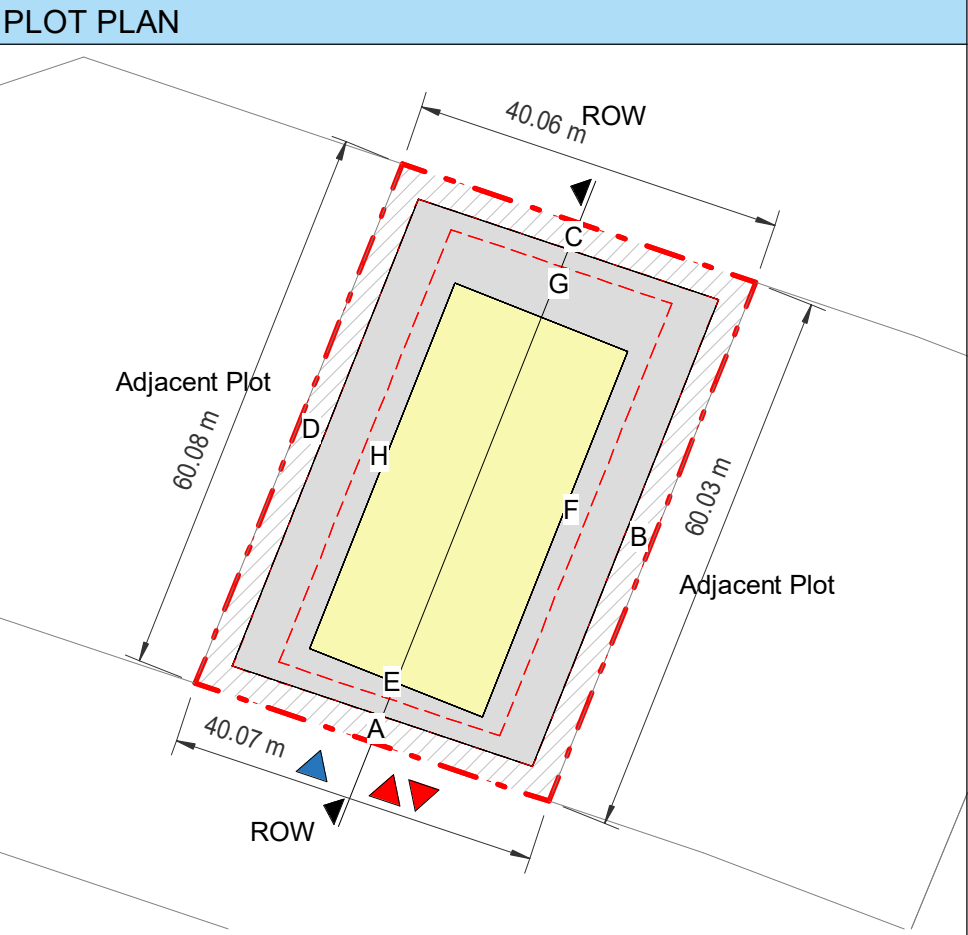 PLOT PLAN
40.06 m
ROW
C
G
Adjacent Plot
60.08 m
D
H
F
B
60.03 m
Adjacent Plot
E
A
40.07 m
ROW